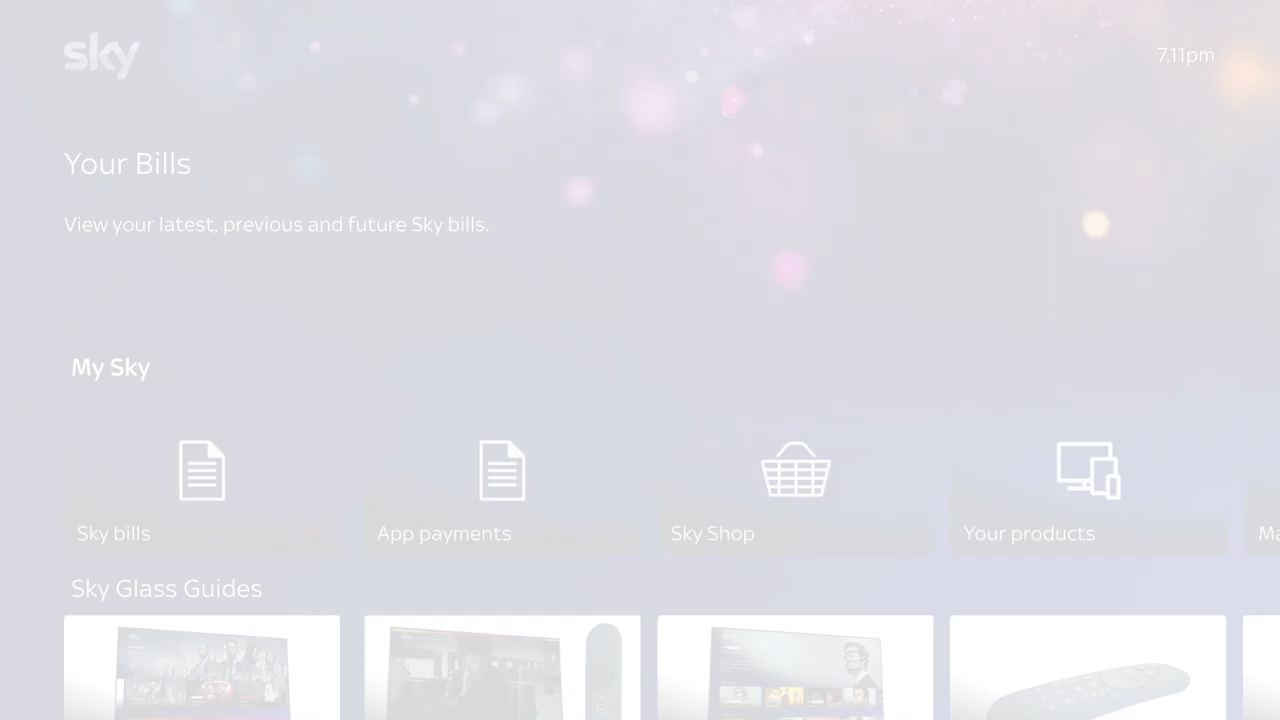 sky
7.11pm
Your Bills
View your latest, previous and future Sky bills.
My Sky
Sky bills
App payments
Sky Shop
Your products
Ma
Sky Glass Guides